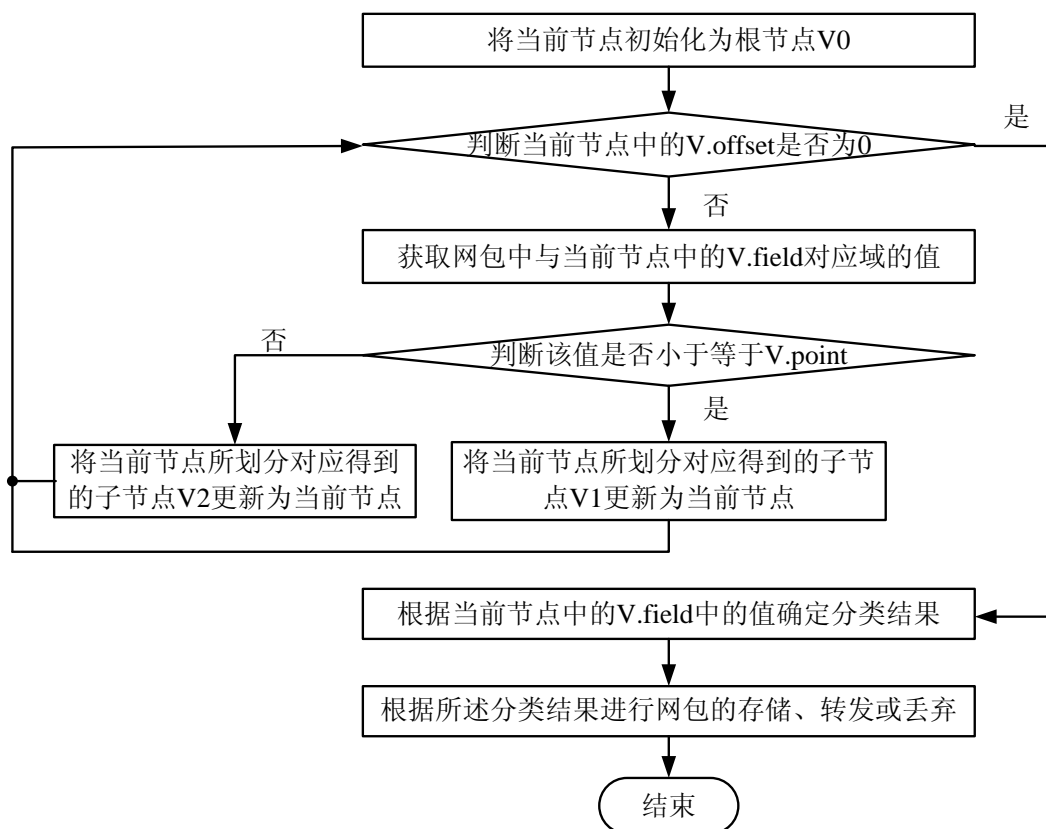 将当前节点初始化为根节点V0
是
判断当前节点中的V.offset是否为0
否
获取网包中与当前节点中的V.field对应域的值
否
判断该值是否小于等于V.point
是
将当前节点所划分对应得到
的子节点V2更新为当前节点
将当前节点所划分对应得到的子节
点V1更新为当前节点
根据当前节点中的V.field中的值确定分类结果
根据所述分类结果进行网包的存储、转发或丢弃
结束